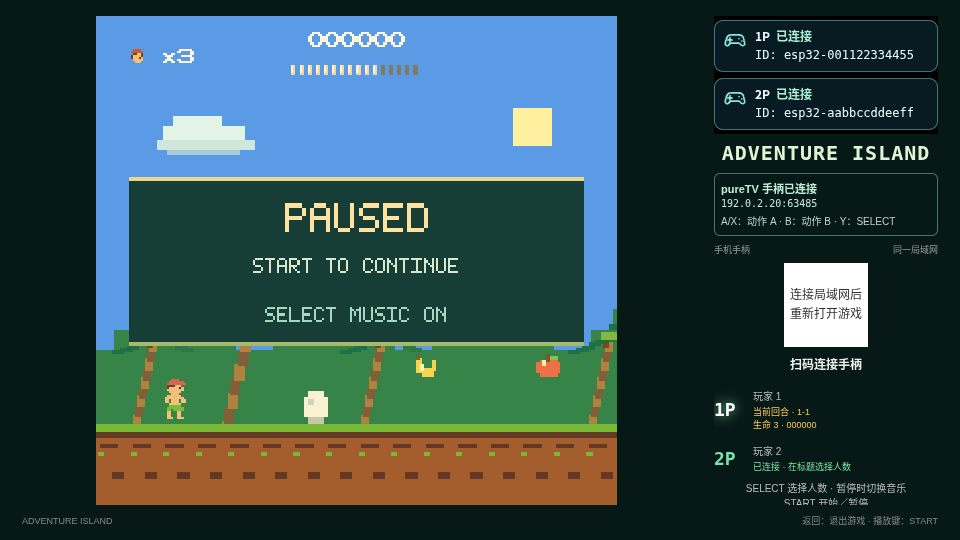 x3
000000
PAUSED
START TO CONTINUE
SELECT MUSIC ON
1P 已连接
ID: esp32-001122334455
2P 已连接
ID: esp32-aabbccddeeff
ADVENTURE ISLAND
pureTV 手柄已连接
192.0.2.20:63485
A/X：动作 A · B：动作 B · Y：SELECT
手机手柄
同一局域网
连接局域网后
重新打开游戏
扫码连接手柄
1P
玩家 1
当前回合 · 1-1
生命 3 · 000000
2P
玩家 2
已连接 · 在标题选择人数
SELECT 选择人数 · 暂停时切换音乐
START 开始／暂停
ADVENTURE ISLAND
返回：退出游戏 · 播放键：START